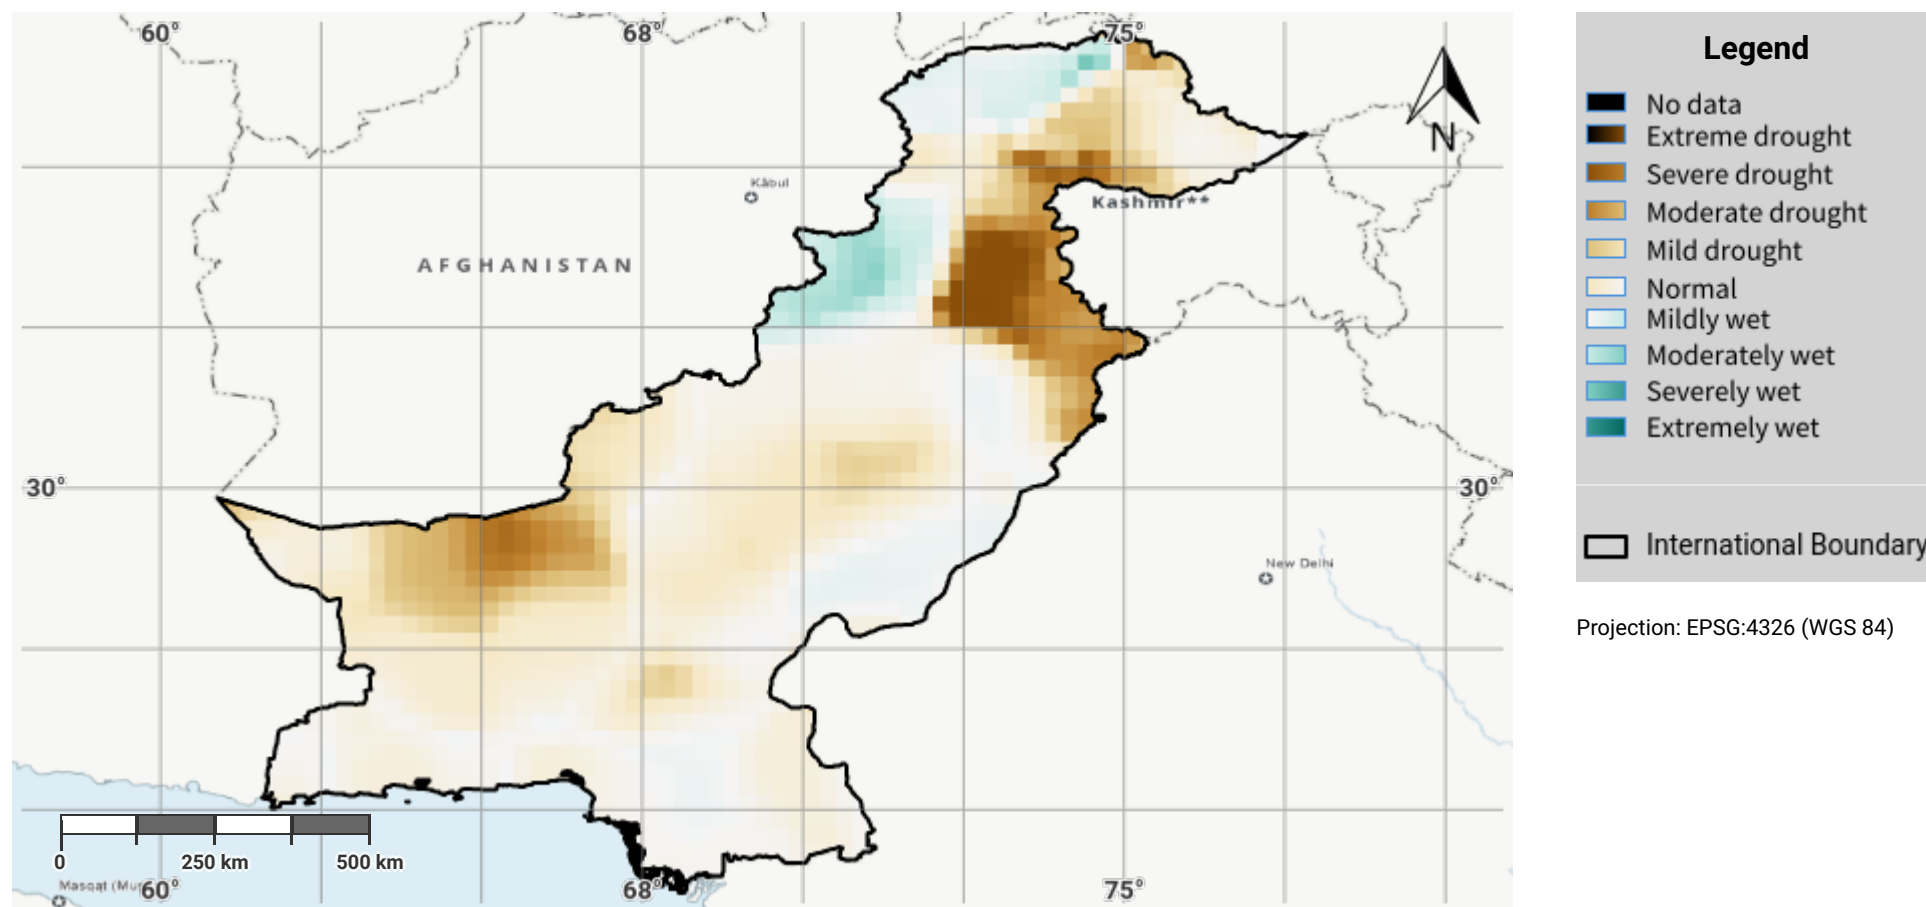 60°
68°
75°
Kābul
Kashmir**
AFGHANISTAN
N
30°
30°
New Delhi
0
250 km
500 km
Masqat (Mu
60°
68°
75°
Legend
No data
Extreme drought
Severe drought
Moderate drought
Mild drought
Normal
Mildly wet
Moderately wet
Severely wet
Extremely wet
International Boundary
Projection: EPSG:4326 (WGS 84)